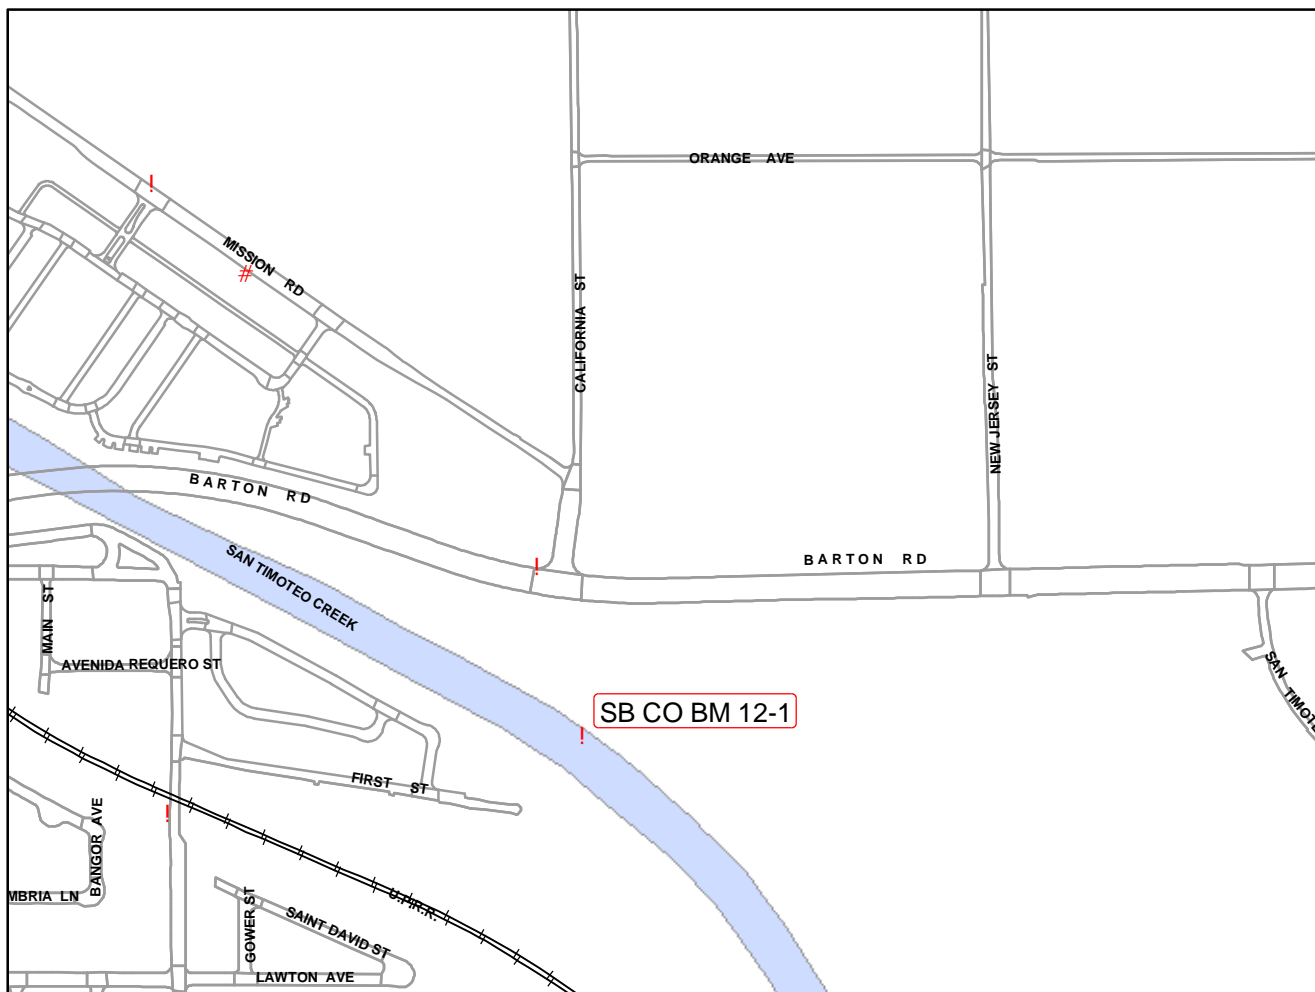 ORANGE AVE
!
MISSION RD
#
CALIFORNIA ST
NEW JERSEY ST
BARTON RD
!
BARTON RD
SAN TIMOTEO CREEK
MAIN ST
AVENIDA REQUERO ST
SAN TIMOTE
SB CO BM 12-1
!
FIRST ST
!
BANGOR AVE
MBRIA LN
U.P.R.R.
GOWER ST
SAINT DAVID ST
LAWTON AVE